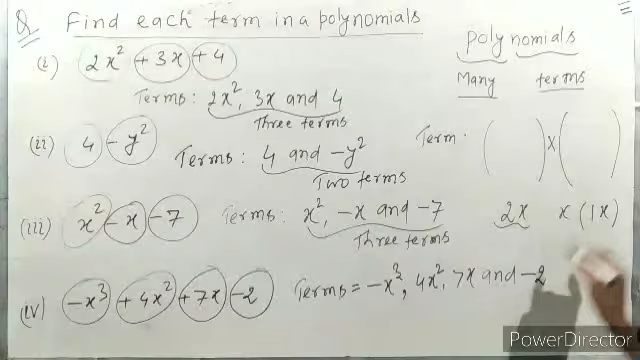 Q. Find each term in a polynomials
polynomials
Many terms
(i) 2x² + 3x + 4
Terms: 2x², 3x and 4
Three terms
(ii) 4 - y²
Terms: 4 and -y²
Two terms
Term: ( ) x ( )
(iii) x² - x - 7
Terms: x², -x and -7
Three terms
2x x (1x)
(iv) -x³ + 4x² + 7x - 2
Terms = -x³, 4x², 7x and -2
PowerDirector